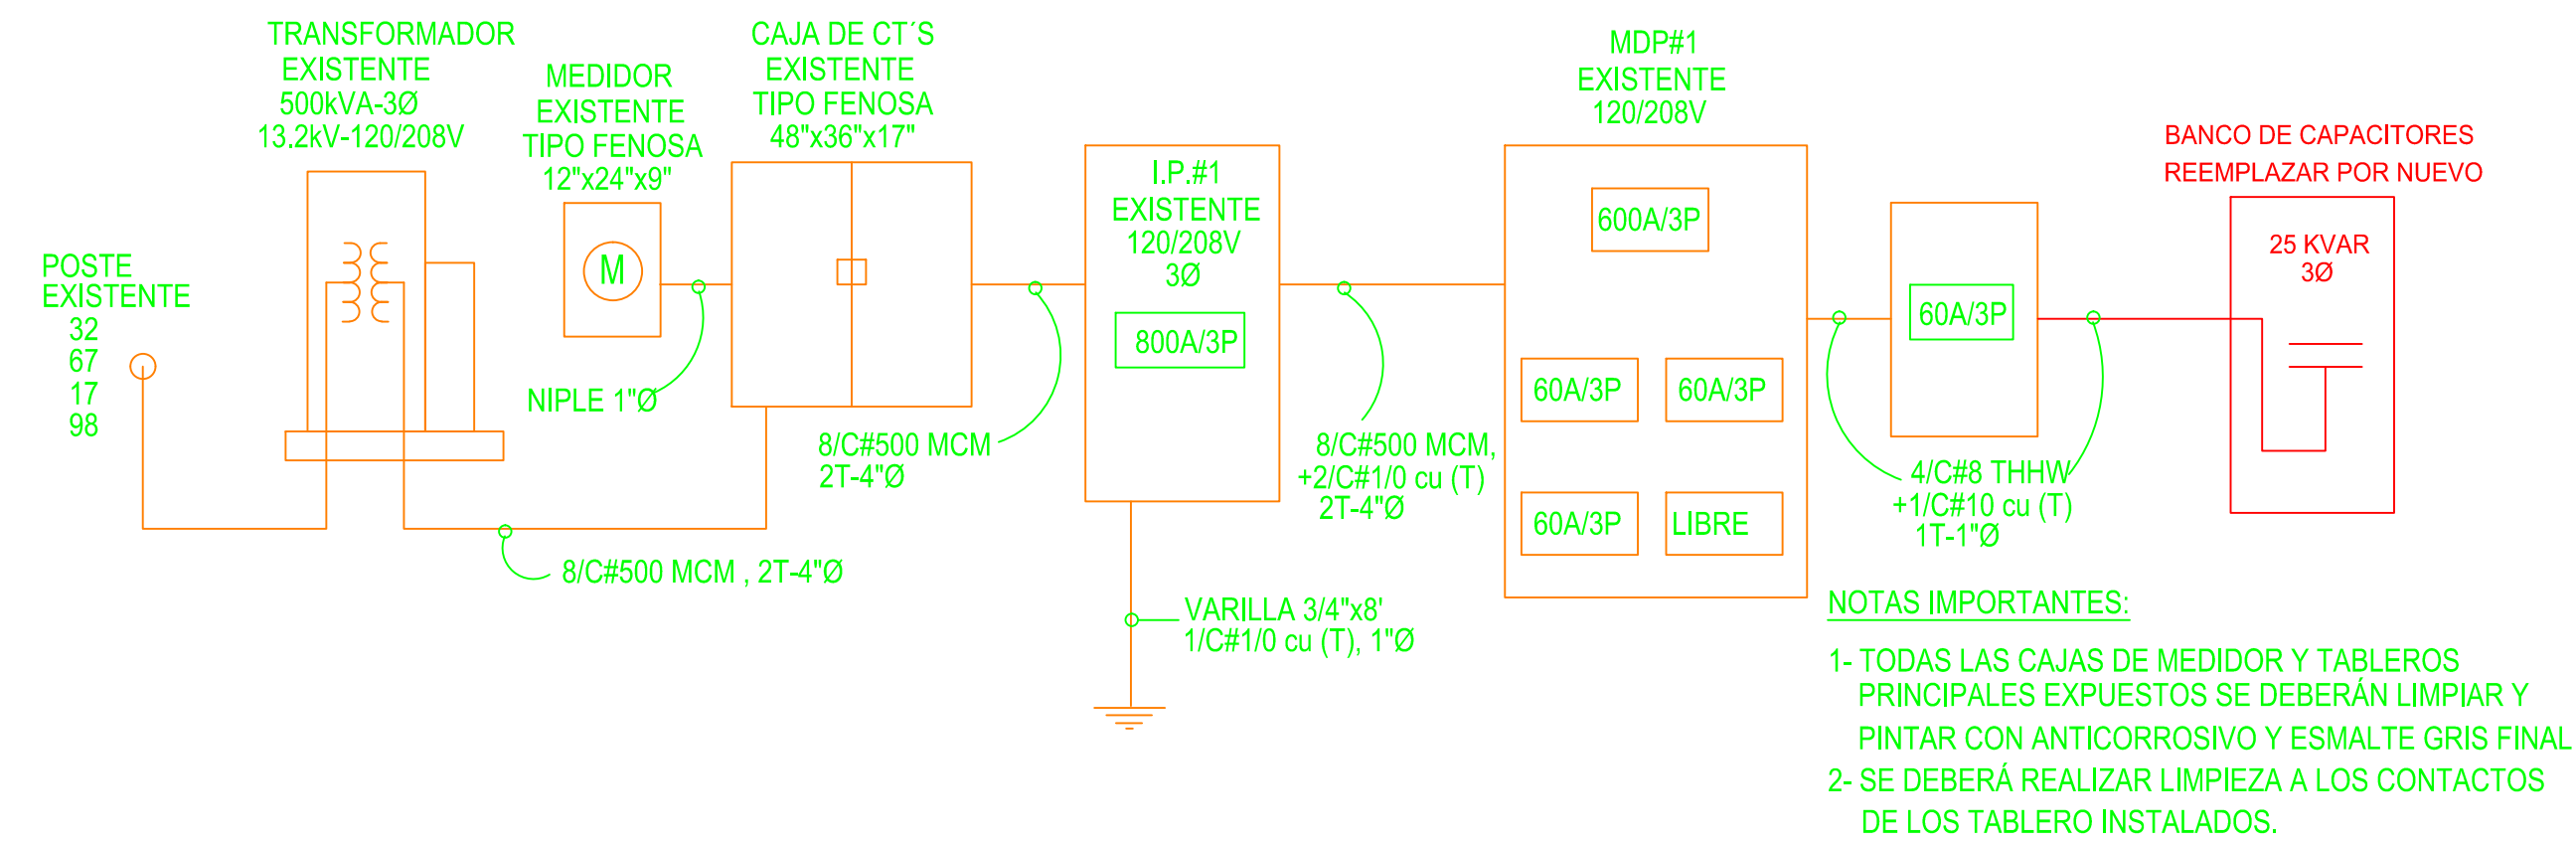 TRANSFORMADOR
EXISTENTE
500kVA-3Ø
13.2kV-120/208V
MEDIDOR
EXISTENTE
TIPO FENOSA
12"x24"x9"
CAJA DE CT´S
EXISTENTE
TIPO FENOSA
48"x36"x17"
MDP#1
EXISTENTE
120/208V
BANCO DE CAPACITORES
REEMPLAZAR POR NUEVO
POSTE
EXISTENTE
32
67
17
98
M
I.P.#1
EXISTENTE
120/208V
3Ø
800A/3P
600A/3P
60A/3P
60A/3P
60A/3P
LIBRE
60A/3P
25 KVAR
3Ø
NIPLE 1"Ø
8/C#500 MCM
2T-4"Ø
8/C#500 MCM,
+2/C#1/0 cu (T)
2T-4"Ø
4/C#8 THHW
+1/C#10 cu (T)
1T-1"Ø
8/C#500 MCM , 2T-4"Ø
VARILLA 3/4"x8'
1/C#1/0 cu (T), 1"Ø
NOTAS IMPORTANTES:
1- TODAS LAS CAJAS DE MEDIDOR Y TABLEROS
PRINCIPALES EXPUESTOS SE DEBERÁN LIMPIAR Y
PINTAR CON ANTICORROSIVO Y ESMALTE GRIS FINAL
2- SE DEBERÁ REALIZAR LIMPIEZA A LOS CONTACTOS
DE LOS TABLERO INSTALADOS.